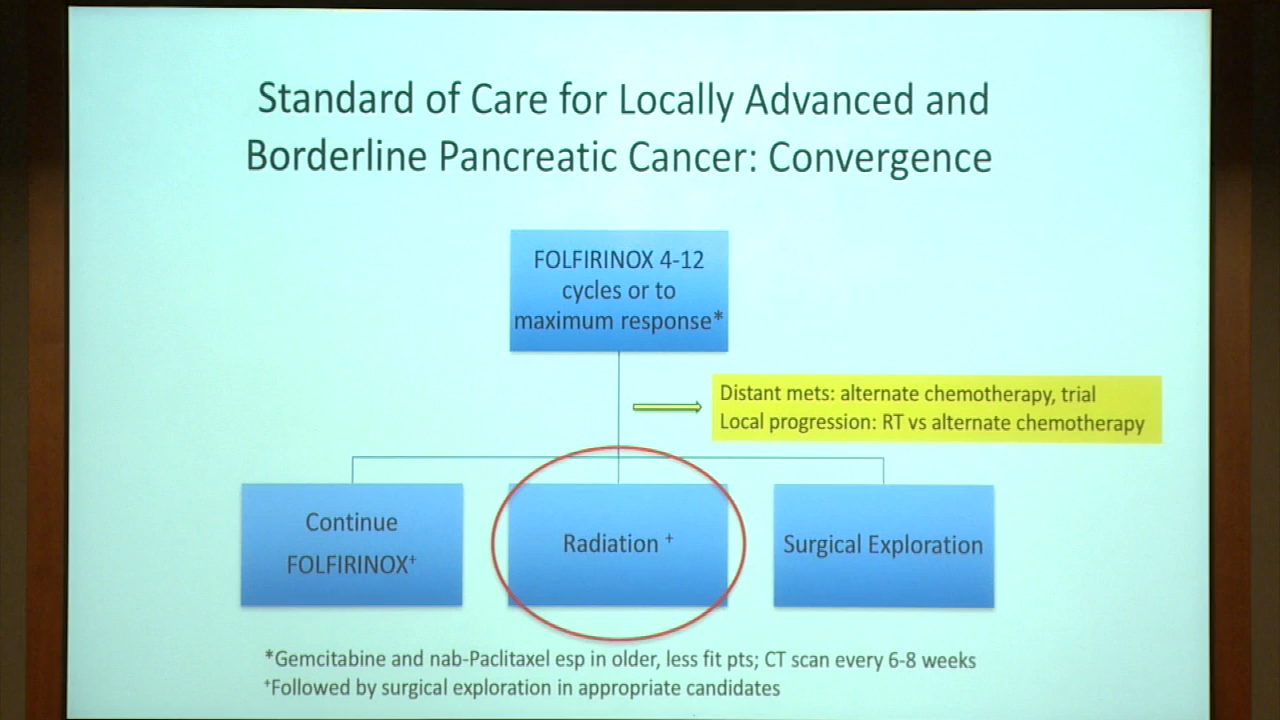 Standard of Care for Locally Advanced and
Borderline Pancreatic Cancer: Convergence
FOLFIRINOX 4-12
cycles or to
maximum response*
Distant mets: alternate chemotherapy, trial
Local progression: RT vs alternate chemotherapy
Continue
FOLFIRINOX+
Radiation +
Surgical Exploration
*Gemcitabine and nab-Paclitaxel esp in older, less fit pts; CT scan every 6-8 weeks
+Followed by surgical exploration in appropriate candidates